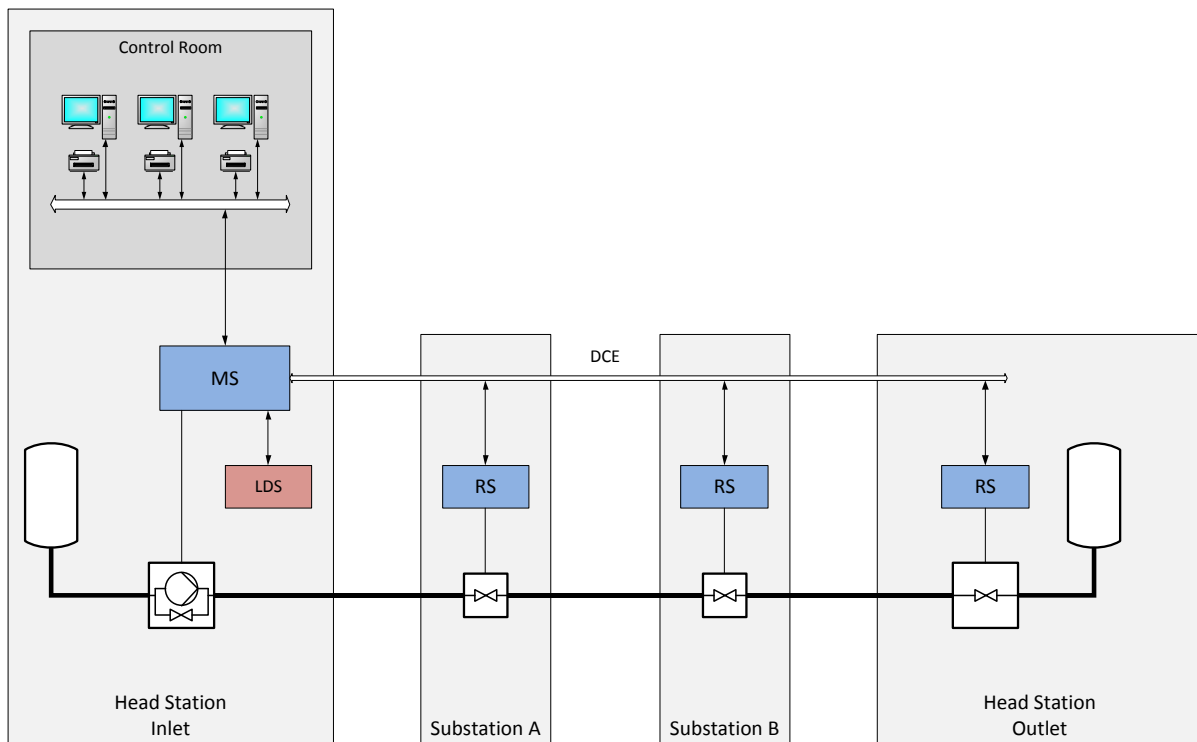 Control Room
MS
DCE
LDS
RS
RS
RS
Head Station
Inlet
Substation A
Substation B
Head Station
Outlet